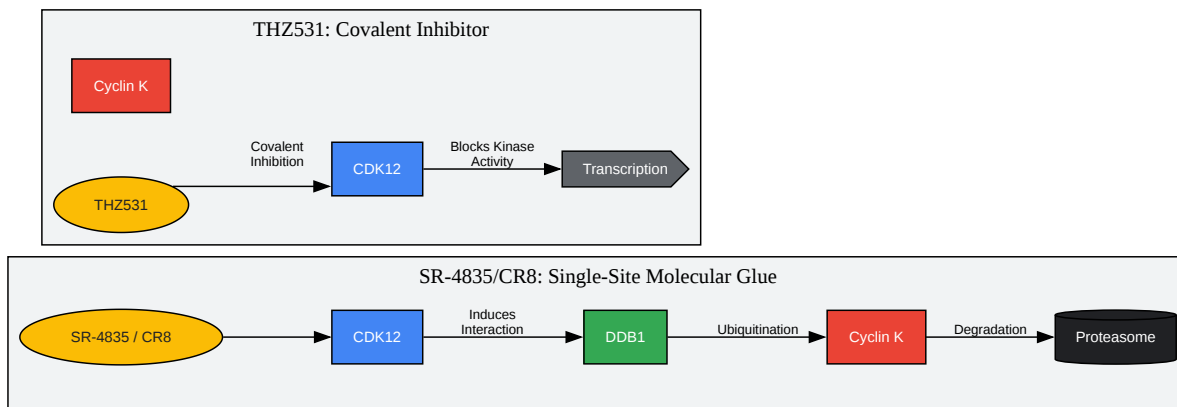 THZ531: Covalent Inhibitor
Cyclin K
Covalent
Inhibition
Blocks Kinase
Activity
CDK12
Transcription
THZ531
SR-4835/CR8: Single-Site Molecular Glue
Induces
Interaction
Ubiquitination
Degradation
SR-4835 / CR8
CDK12
DDB1
Cyclin K
Proteasome